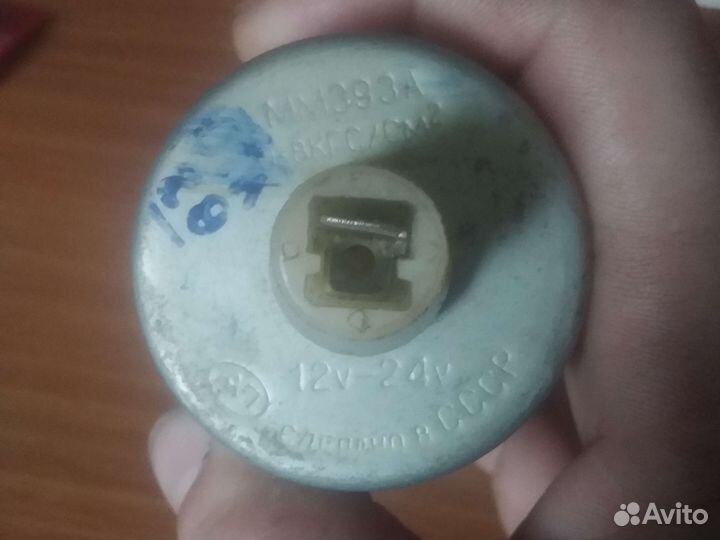 ММ393А
8КГС/СМ2
12v-24v
Сделано в СССР
Avito